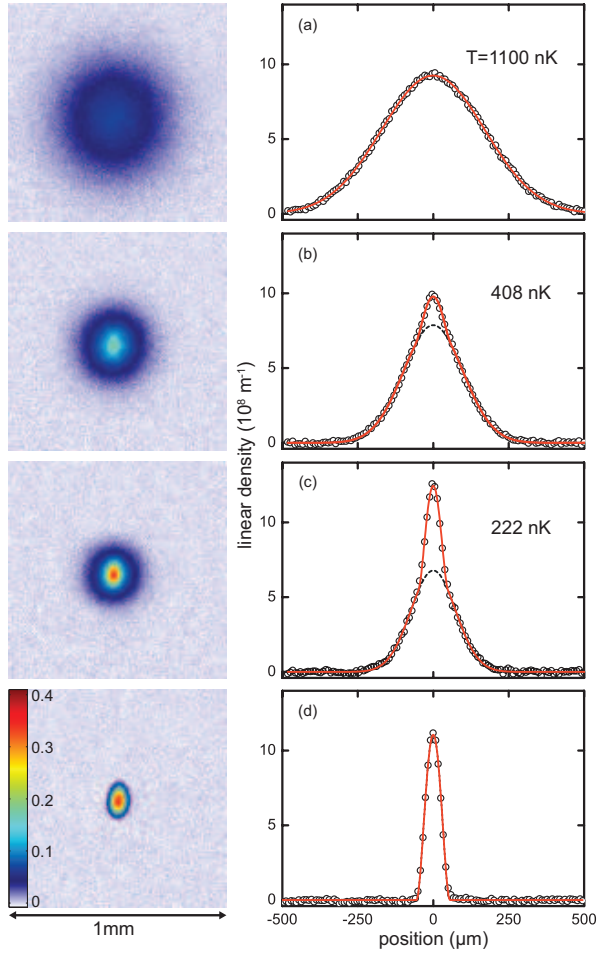 (a)
T=1100 nK
10
5
0
(b)
408 nK
10
5
0
linear density (10⁸ m⁻¹)
(c)
222 nK
10
5
0
0.4
0.3
0.2
0.1
0
(d)
10
5
0
-500 -250 0 250 500
1mm
position (µm)